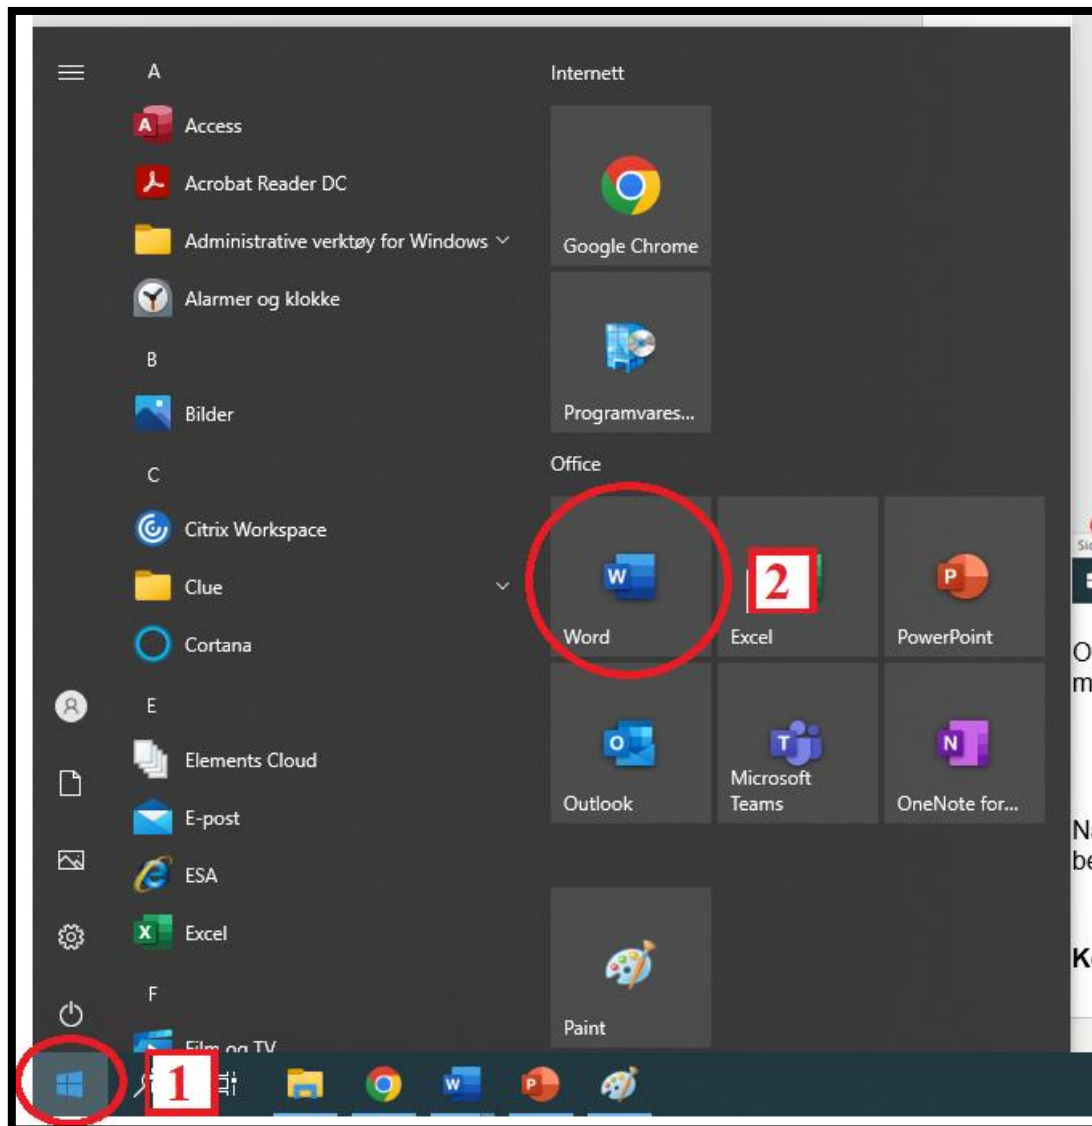 A
Access
Acrobat Reader DC
Administrative verktøy for Windows
Alarmer og klokke
B
Bilder
C
Citrix Workspace
Clue
Cortana
E
Elements Cloud
E-post
ESA
Excel
F
Film og TV
Internett
Google Chrome
Programvares...
Office
Word
2
Excel
PowerPoint
Outlook
Microsoft
Teams
OneNote for...
Paint
1